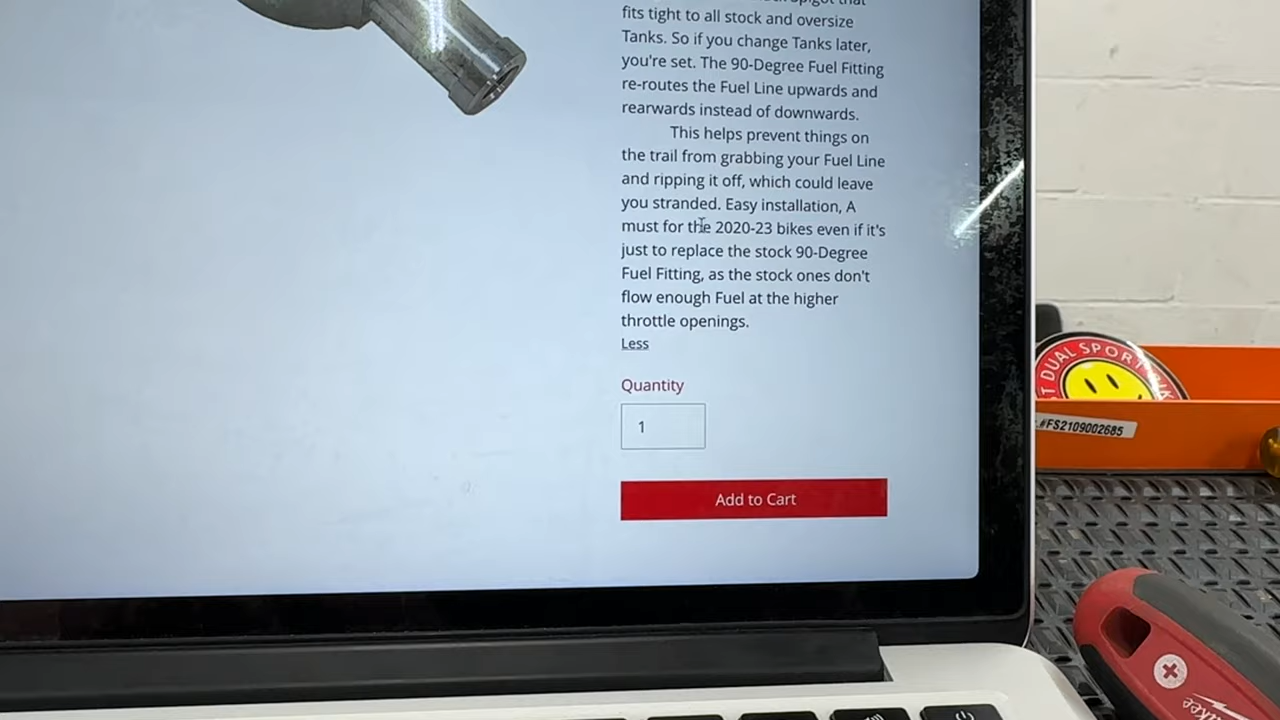 fits tight to all stock and oversize
Tanks. So if you change Tanks later,
you're set. The 90-Degree Fuel Fitting
re-routes the Fuel Line upwards and
rearwards instead of downwards.
This helps prevent things on
the trail from grabbing your Fuel Line
and ripping it off, which could leave
you stranded. Easy installation, A
must for the 2020-23 bikes even if it's
just to replace the stock 90-Degree
Fuel Fitting, as the stock ones don't
flow enough Fuel at the higher
throttle openings.
Less
Quantity
1
Add to Cart
DUAL SPORT
.#FS2109002685